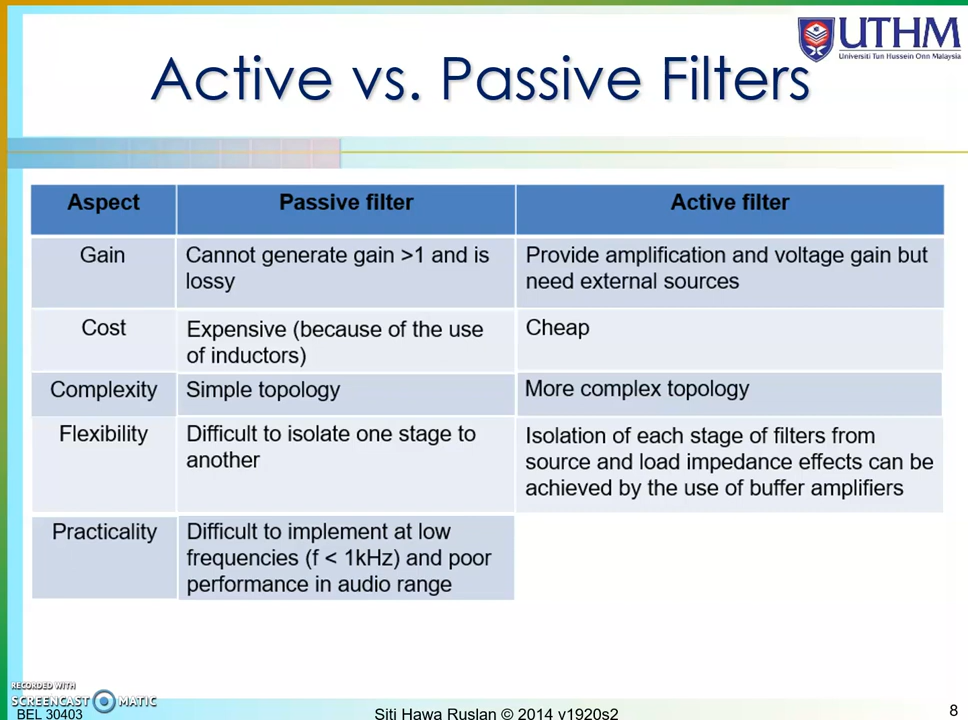 UTHM
Universiti Tun Hussein Onn Malaysia
Active vs. Passive Filters
Aspect
Passive filter
Active filter
Gain
Cannot generate gain >1 and is
lossy
Provide amplification and voltage gain but
need external sources
Cost
Expensive (because of the use
of inductors)
Cheap
Complexity
Simple topology
More complex topology
Flexibility
Difficult to isolate one stage to
another
Isolation of each stage of filters from
source and load impedance effects can be
achieved by the use of buffer amplifiers
Practicality
Difficult to implement at low
frequencies (f < 1kHz) and poor
performance in audio range
RECORDED WITH
SCREENCAST MATIC
BEL 30403
Siti Hawa Ruslan © 2014 v1920s2
8